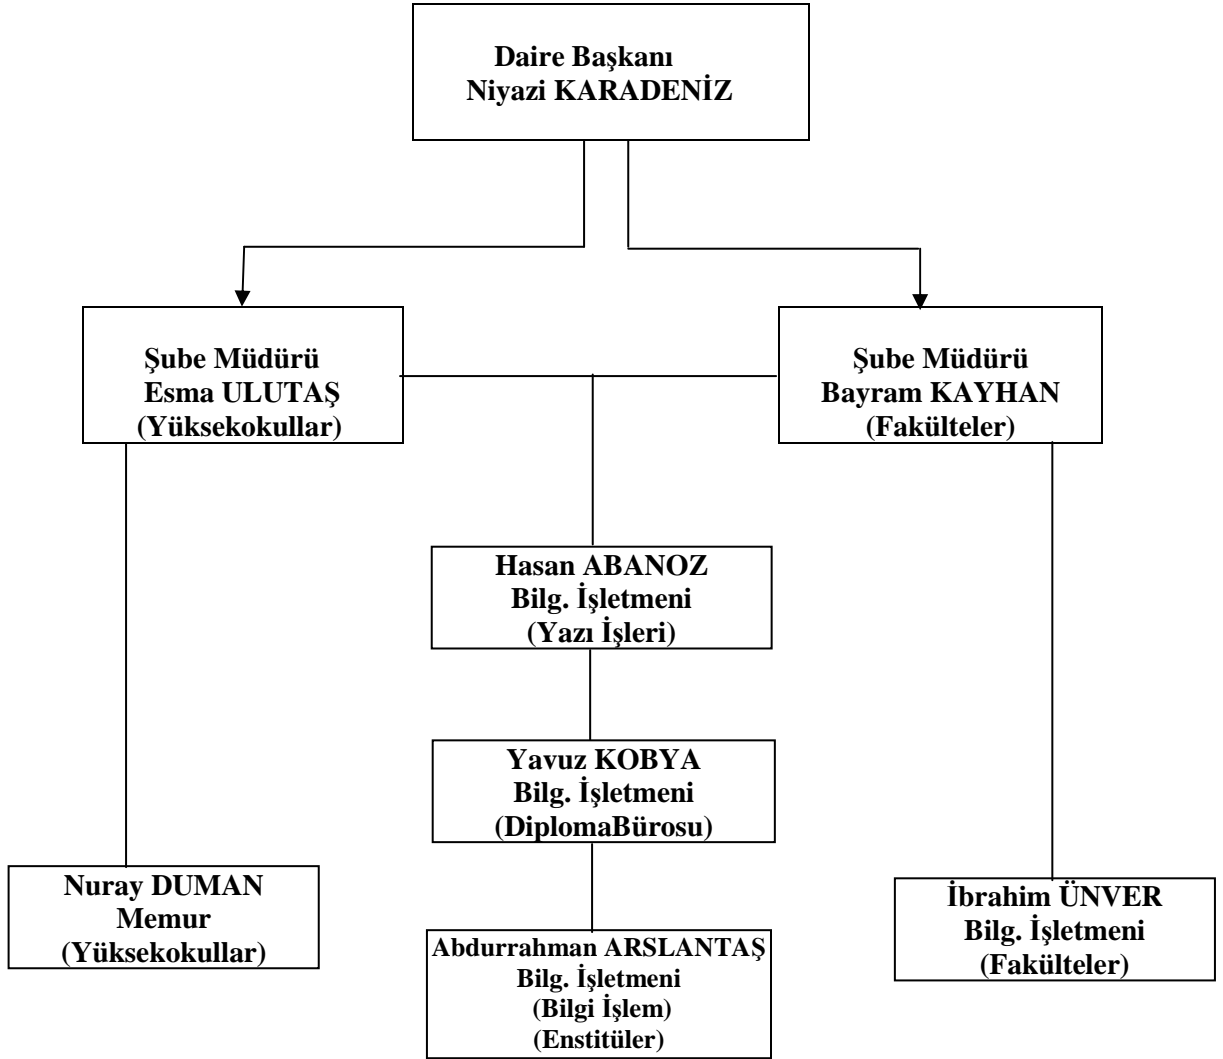 Daire Başkanı
Niyazi KARADENİZ
Şube Müdürü
Esma ULUTAŞ
(Yüksekokullar)
Şube Müdürü
Bayram KAYHAN
(Fakülteler)
Hasan ABANOZ
Bilg. İşletmeni
(Yazı İşleri)
Yavuz KOBYA
Bilg. İşletmeni
(DiplomaBürosu)
Nuray DUMAN
Memur
(Yüksekokullar)
Abdurrahman ARSLANTAŞ
Bilg. İşletmeni
(Bilgi İşlem)
(Enstitüler)
İbrahim ÜNVER
Bilg. İşletmeni
(Fakülteler)